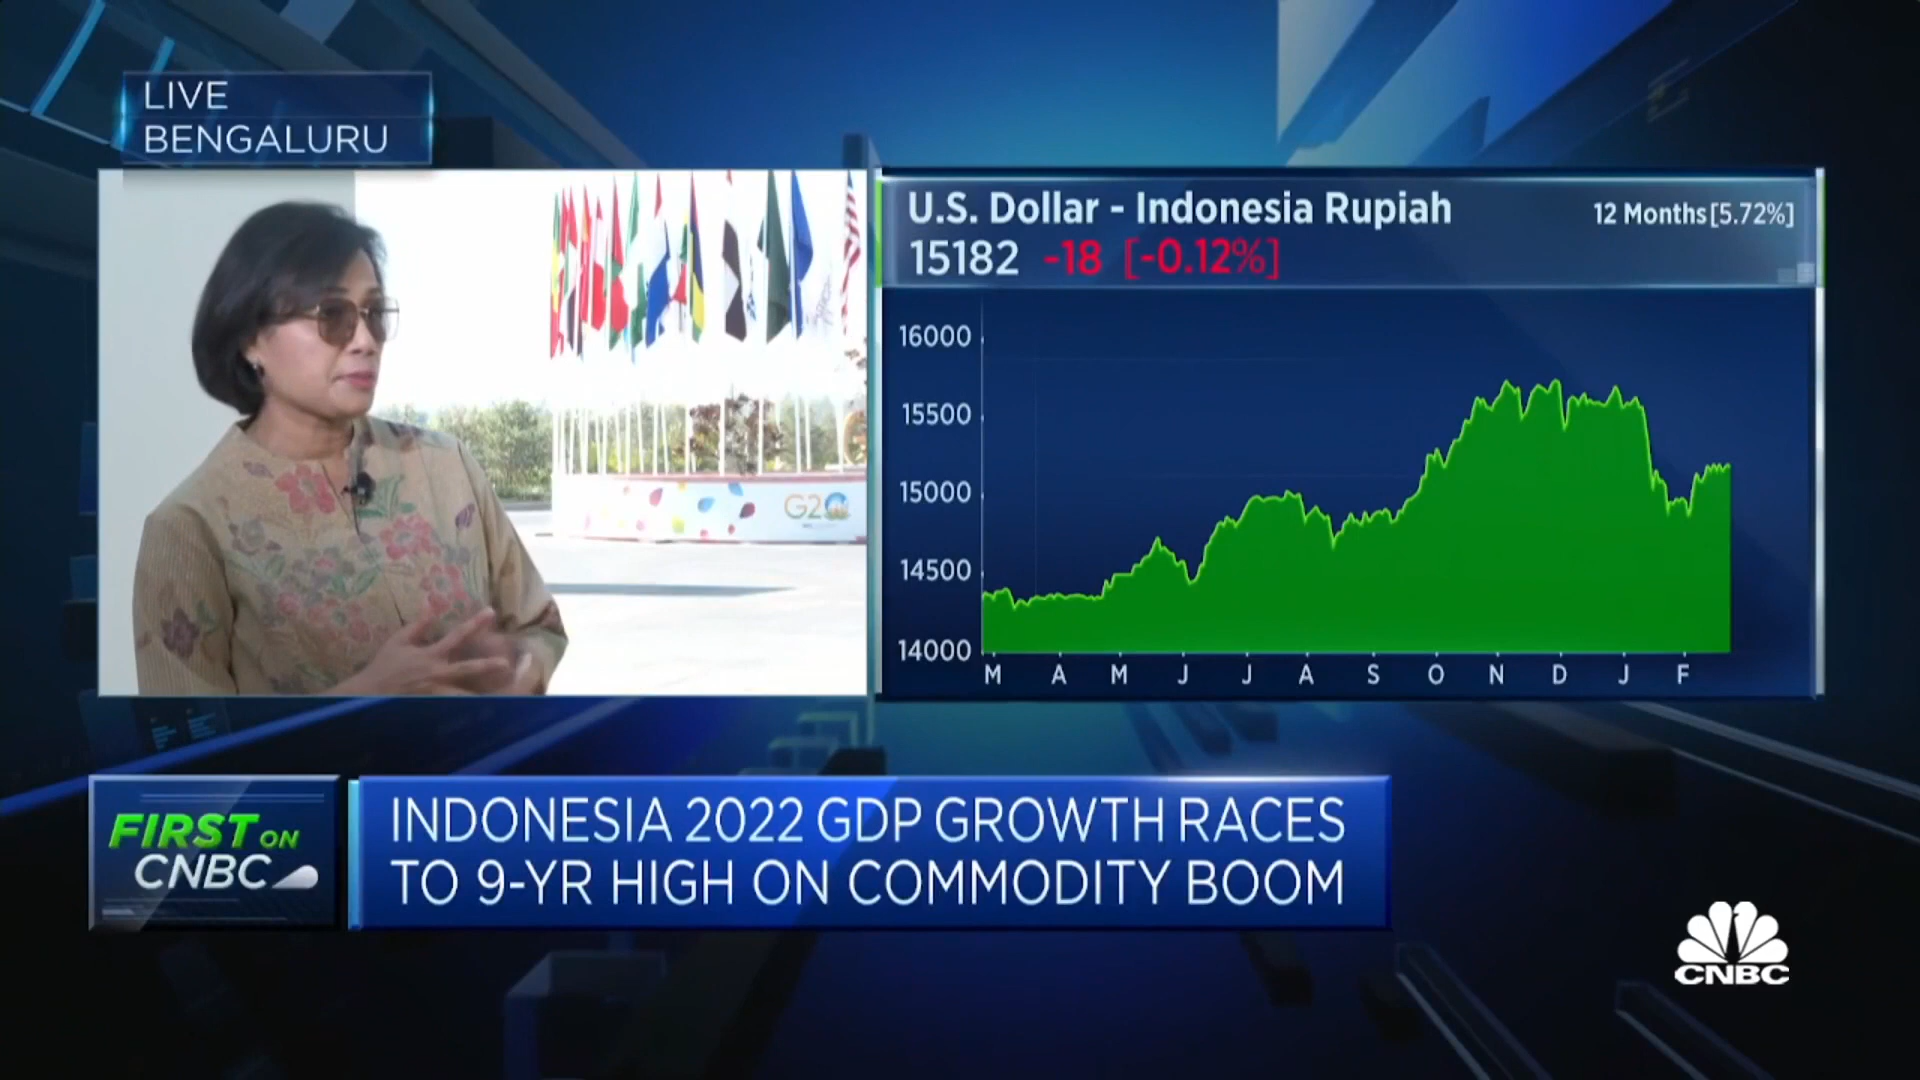 LIVE
BENGALURU
U.S. Dollar - Indonesia Rupiah
12 Months[5.72%]
15182 -18 [-0.12%]
16000
15500
15000
14500
14000
M A M J J A S O N D J F
G20
FIRST ON
CNBC
INDONESIA 2022 GDP GROWTH RACES
TO 9-YR HIGH ON COMMODITY BOOM
CNBC